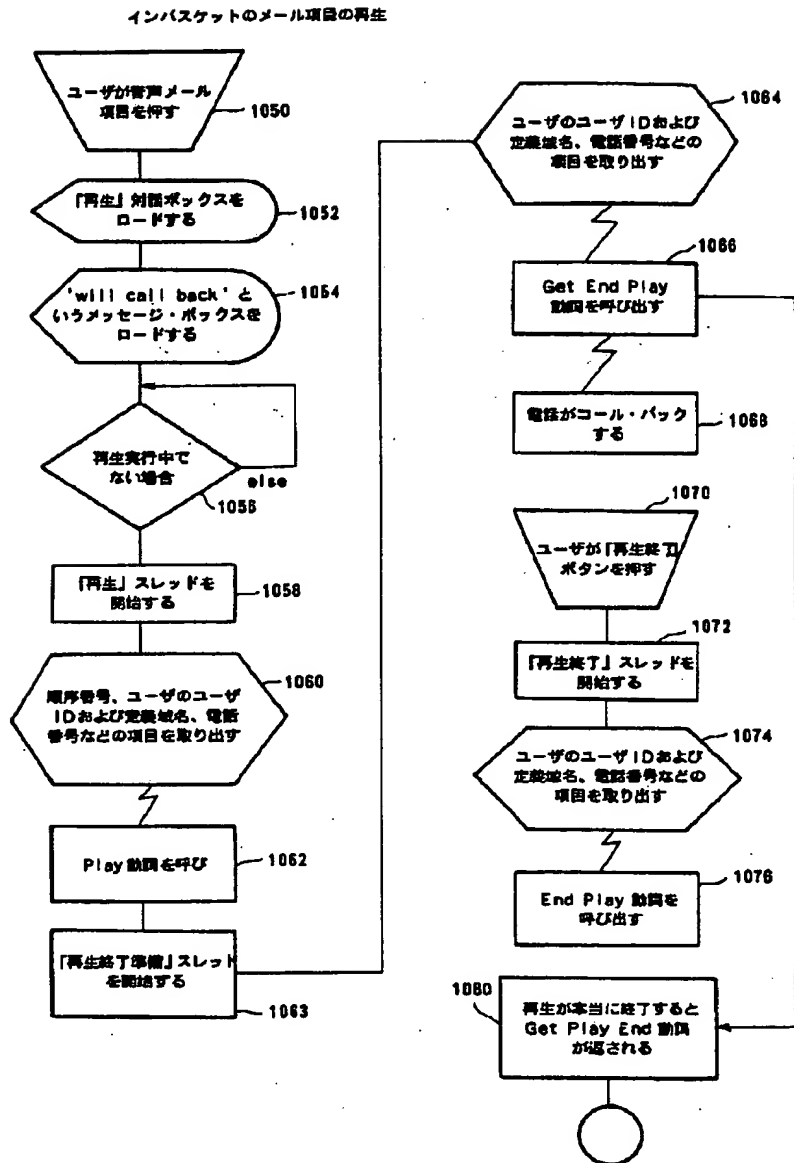 インバスケットのメール項目の再生
ユーザが音声メール
項目を押す
1050
「再生」対話ボックスを
ロードする
1052
'will call back' と
いうメッセージ・ボックスを
ロードする
1054
再生実行中で
ない場合
else
1056
「再生」スレッドを
開始する
1058
順序番号、ユーザのユーザ
IDおよび定義域名、電話
番号などの項目を取り出す
1060
Play 動詞を呼び
1062
「再生終了準備」スレッド
を開始する
1063
ユーザのユーザIDおよび
定義域名、電話番号などの
項目を取り出す
1064
Get End Play
動詞を呼び出す
1066
電話がコール・バック
する
1068
1070
ユーザが「再生終了」
ボタンを押す
1072
「再生終了」スレッドを
開始する
1074
ユーザのユーザIDおよび
定義域名、電話番号などの
項目を取り出す
1076
End Play 動詞を
呼び出す
1080
再生が本当に終了すると
Get Play End 動詞
が返される